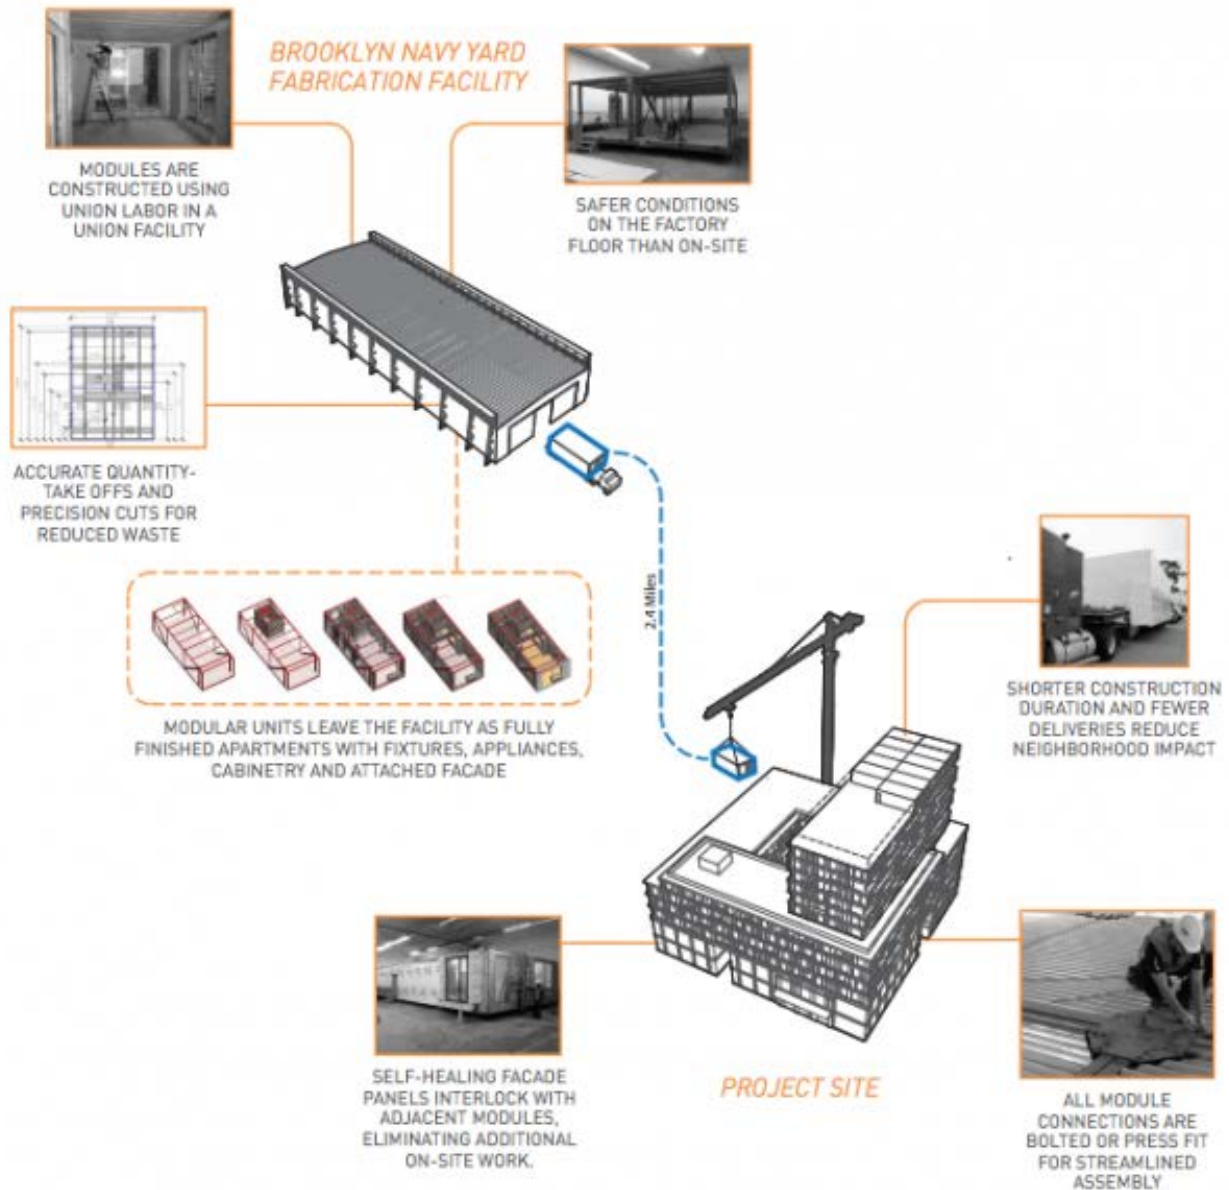 BROOKLYN NAVY YARD
FABRICATION FACILITY
MODULES ARE
CONSTRUCTED USING
UNION LABOR IN A
UNION FACILITY
SAFER CONDITIONS
ON THE FACTORY
FLOOR THAN ON-SITE
ACCURATE QUANTITY-
TAKE OFFS AND
PRECISION CUTS FOR
REDUCED WASTE
2.4 Miles
MODULAR UNITS LEAVE THE FACILITY AS FULLY
FINISHED APARTMENTS WITH FIXTURES, APPLIANCES,
CABINETRY AND ATTACHED FACADE
SHORTER CONSTRUCTION
DURATION AND FEWER
DELIVERIES REDUCE
NEIGHBORHOOD IMPACT
SELF-HEALING FACADE
PANELS INTERLOCK WITH
ADJACENT MODULES,
ELIMINATING ADDITIONAL
ON-SITE WORK.
PROJECT SITE
ALL MODULE
CONNECTIONS ARE
BOLTED OR PRESS FIT
FOR STREAMLINED
ASSEMBLY